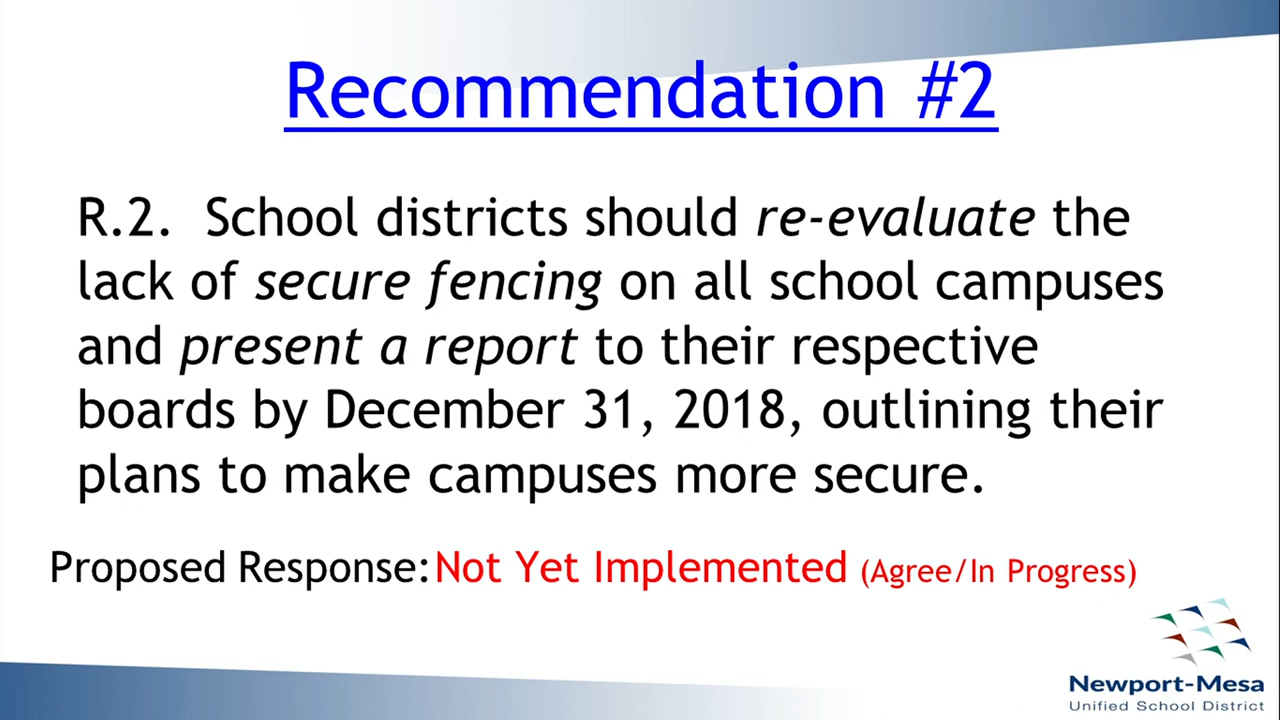 Recommendation #2
R.2. School districts should re-evaluate the
lack of secure fencing on all school campuses
and present a report to their respective
boards by December 31, 2018, outlining their
plans to make campuses more secure.
Proposed Response: Not Yet Implemented (Agree/In Progress)
Newport-Mesa
Unified School District